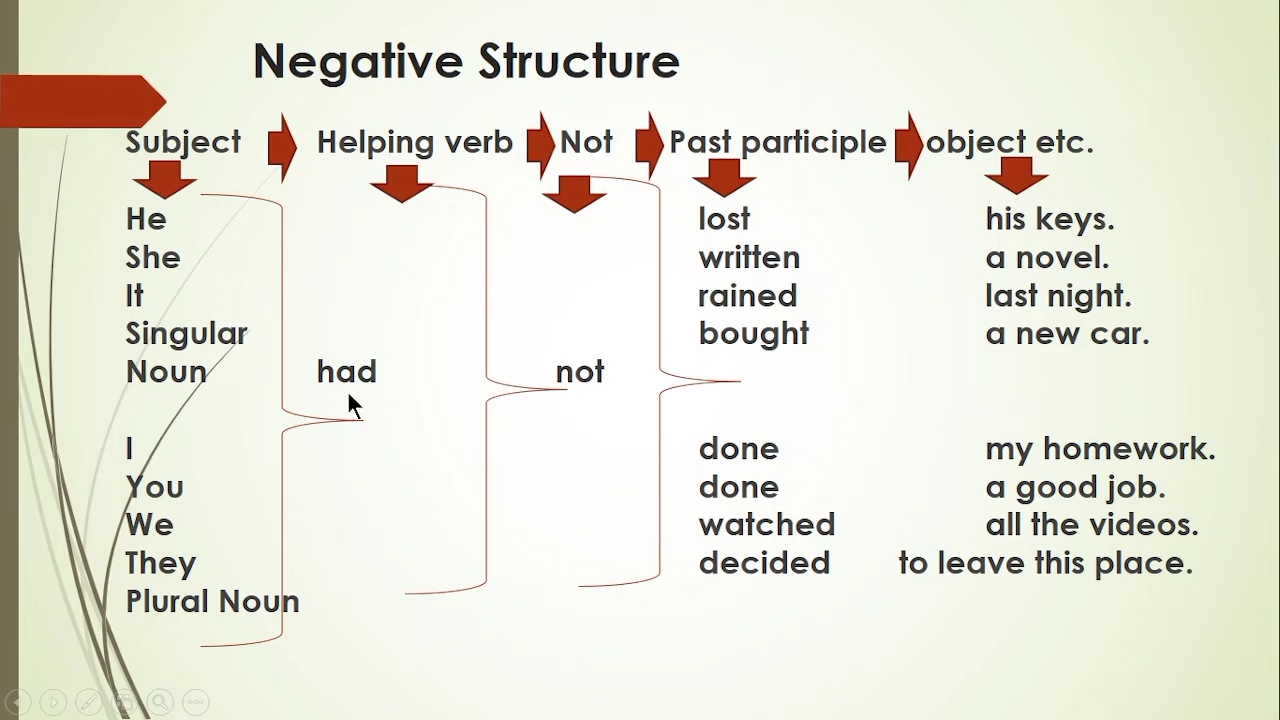 Negative Structure
Subject Helping verb Not Past participle object etc.
He lost his keys.
She written a novel.
It rained last night.
Singular bought a new car.
Noun had not
I done my homework.
You done a good job.
We watched all the videos.
They decided to leave this place.
Plural Noun